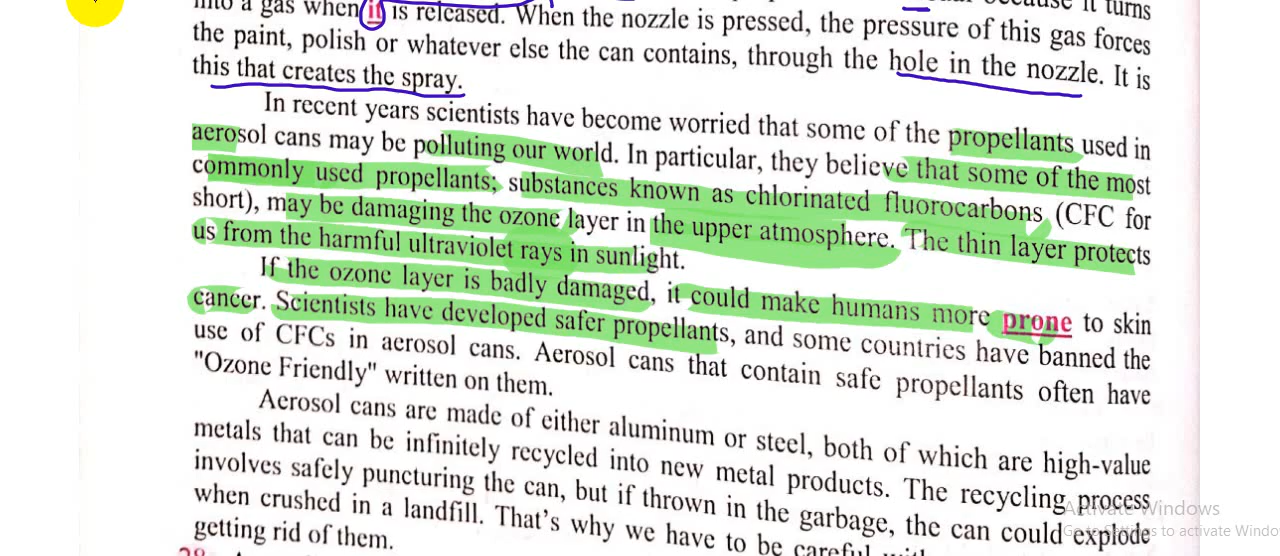 into a gas when it is released. When the nozzle is pressed, the pressure of this gas forces
because it turns
the paint, polish or whatever else the can contains, through the hole in the nozzle. It is
this that creates the spray.
In recent years scientists have become worried that some of the propellants used in
aerosol cans may be polluting our world. In particular, they believe that some of the most
commonly used propellants; substances known as chlorinated fluorocarbons (CFC for
short), may be damaging the ozone layer in the upper atmosphere. The thin layer protects
us from the harmful ultraviolet rays in sunlight.
If the ozone layer is badly damaged, it could make humans more prone to skin
cancer. Scientists have developed safer propellants, and some countries have banned the
use of CFCs in aerosol cans. Aerosol cans that contain safe propellants often have
"Ozone Friendly" written on them.
Aerosol cans are made of either aluminum or steel, both of which are high-value
metals that can be infinitely recycled into new metal products. The recycling process
involves safely puncturing the can, but if thrown in the garbage, the can could explode
when crushed in a landfill. That's why we have to be careful
getting rid of them.
Activate Windows
Go to Settings to activate Windo